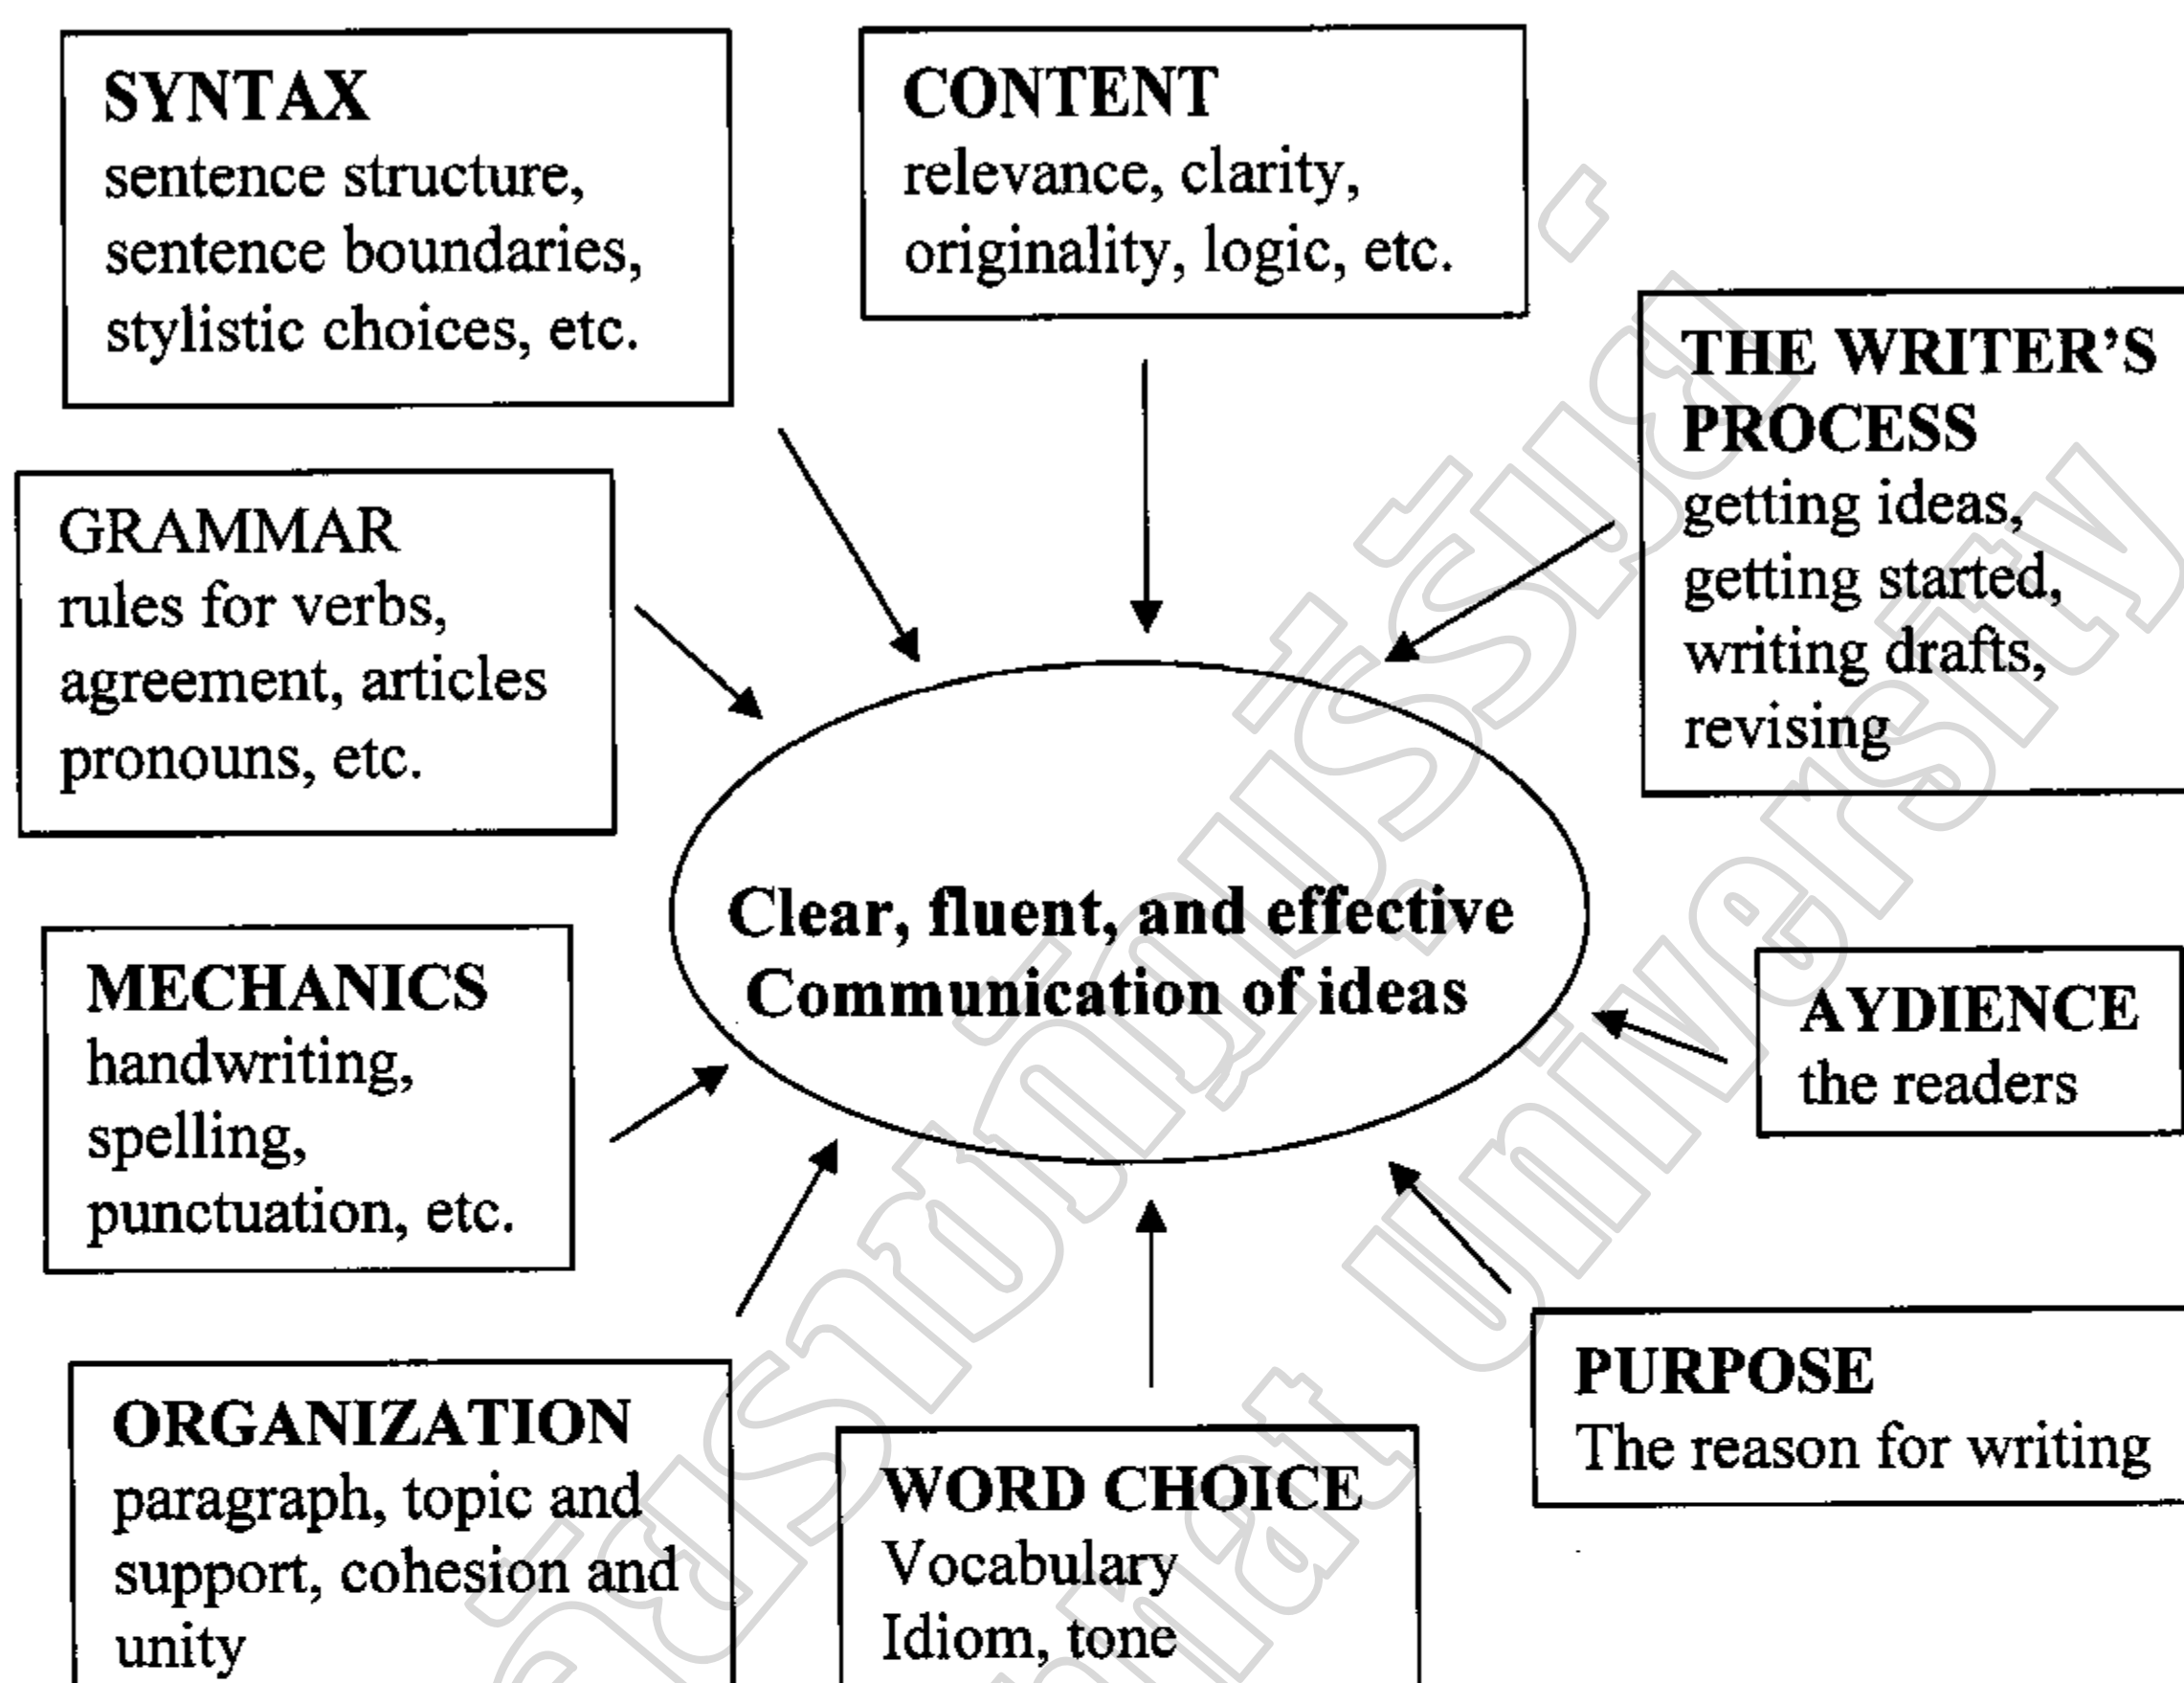 SYNTAX
sentence structure,
sentence boundaries,
stylistic choices, etc.
CONTENT
relevance, clarity,
originality, logic, etc.
THE WRITER'S
PROCESS
getting ideas,
getting started,
writing drafts,
revising
GRAMMAR
rules for verbs,
agreement, articles
pronouns, etc.
Clear, fluent, and effective
Communication of ideas
MECHANICS
handwriting,
spelling,
punctuation, etc.
AYDIENCE
the readers
PURPOSE
The reason for writing
ORGANIZATION
paragraph, topic and
support, cohesion and
unity
WORD CHOICE
Vocabulary
Idiom, tone
University